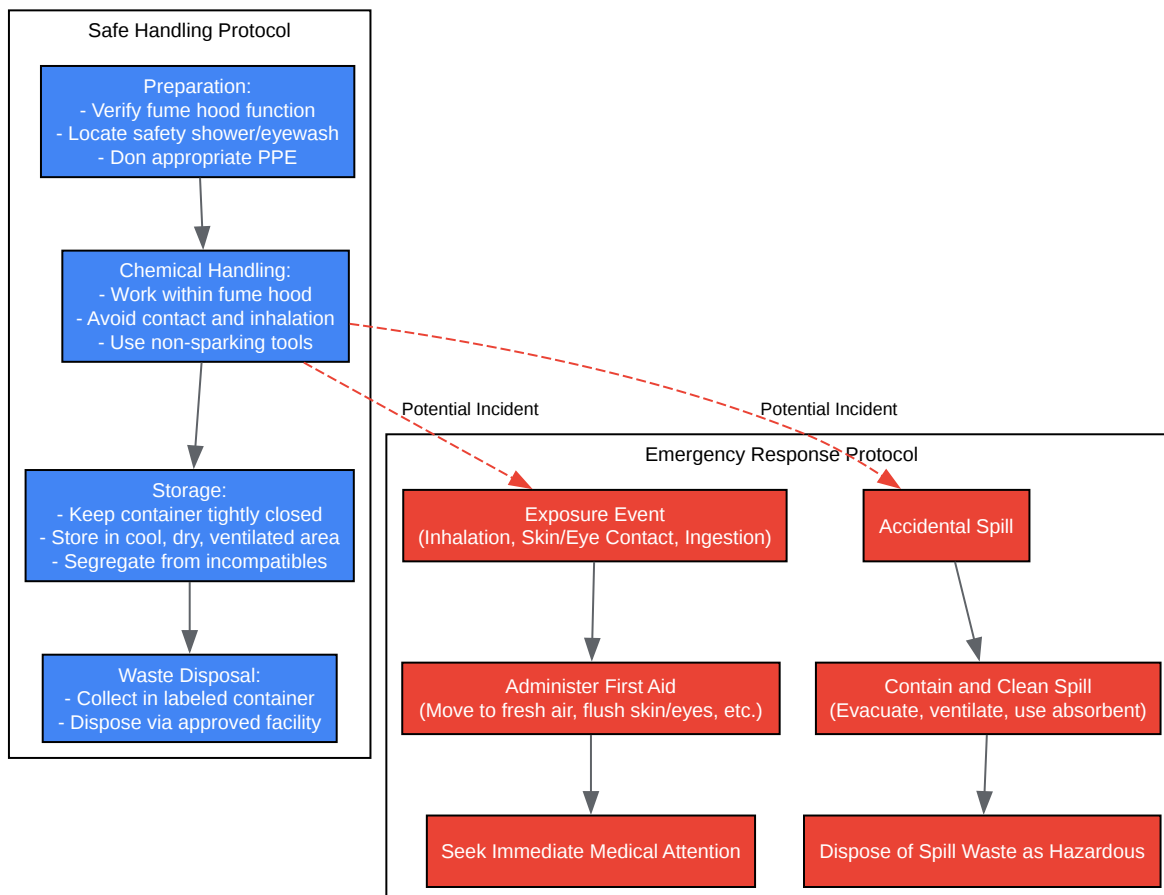 Safe Handling Protocol
Preparation:
- Verify fume hood function
- Locate safety shower/eyewash
- Don appropriate PPE
Chemical Handling:
- Work within fume hood
- Avoid contact and inhalation
- Use non-sparking tools
Storage:
- Keep container tightly closed
- Store in cool, dry, ventilated area
- Segregate from incompatibles
Waste Disposal:
- Collect in labeled container
- Dispose via approved facility
Potential Incident
Potential Incident
Emergency Response Protocol
Exposure Event
(Inhalation, Skin/Eye Contact, Ingestion)
Administer First Aid
(Move to fresh air, flush skin/eyes, etc.)
Seek Immediate Medical Attention
Accidental Spill
Contain and Clean Spill
(Evacuate, ventilate, use absorbent)
Dispose of Spill Waste as Hazardous